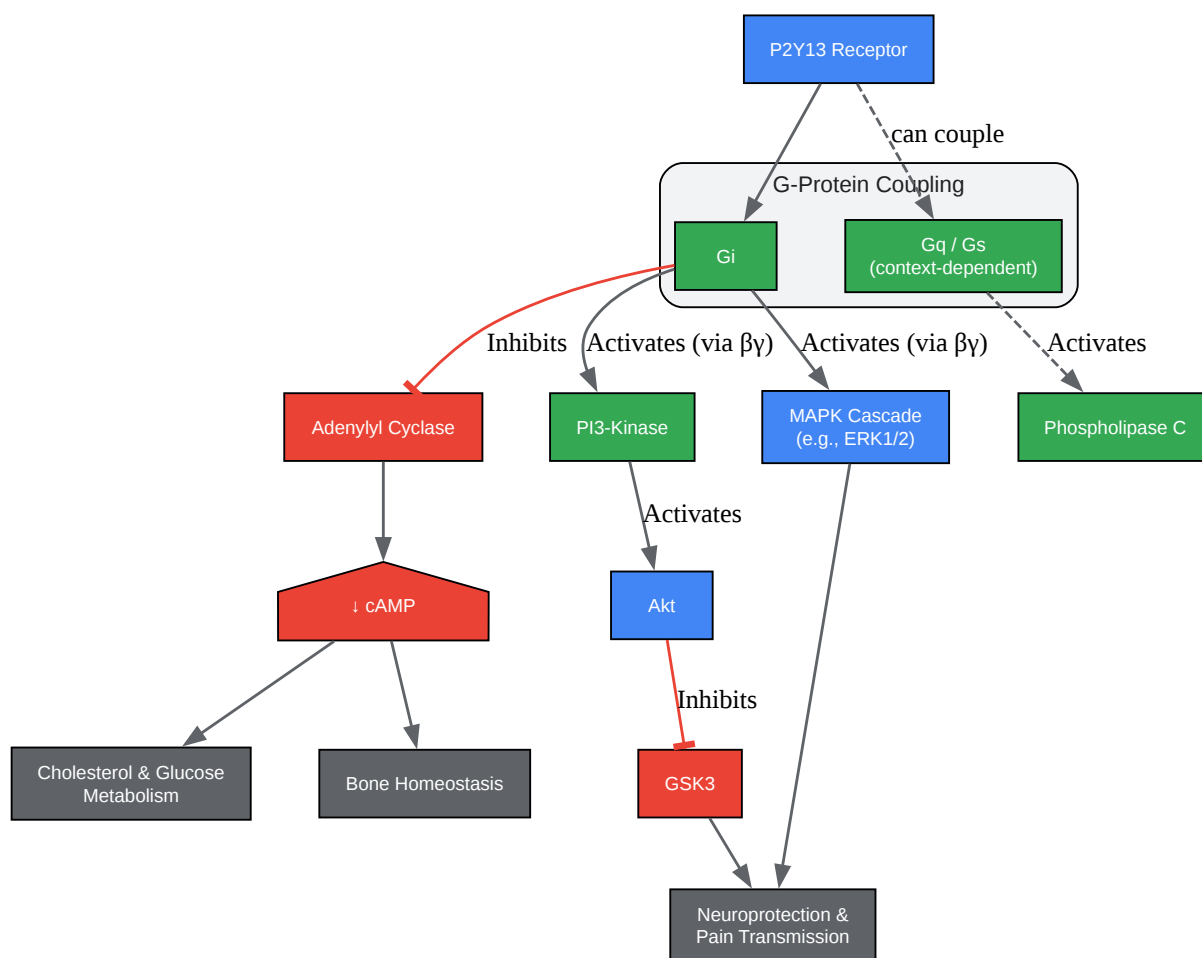 P2Y13 Receptor
can couple
G-Protein Coupling
Gi
Gq / Gs
(context-dependent)
Inhibits
Activates (via βγ)
Activates (via βγ)
Activates
Adenylyl Cyclase
PI3-Kinase
MAPK Cascade
(e.g., ERK1/2)
Phospholipase C
Activates
↓ cAMP
Akt
Inhibits
Cholesterol & Glucose
Metabolism
Bone Homeostasis
GSK3
Neuroprotection &
Pain Transmission